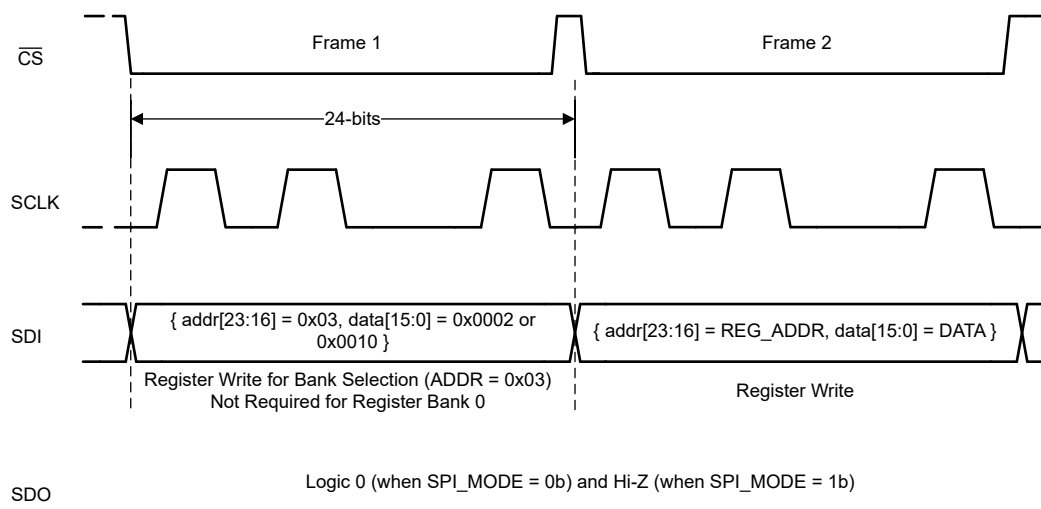 Frame 1
Frame 2
CS
24-bits
SCLK
SDI
{ addr[23:16] = 0x03, data[15:0] = 0x0002 or
0x0010 }
{ addr[23:16] = REG_ADDR, data[15:0] = DATA }
Register Write for Bank Selection (ADDR = 0x03)
Not Required for Register Bank 0
Register Write
Logic 0 (when SPI_MODE = 0b) and Hi-Z (when SPI_MODE = 1b)
SDO